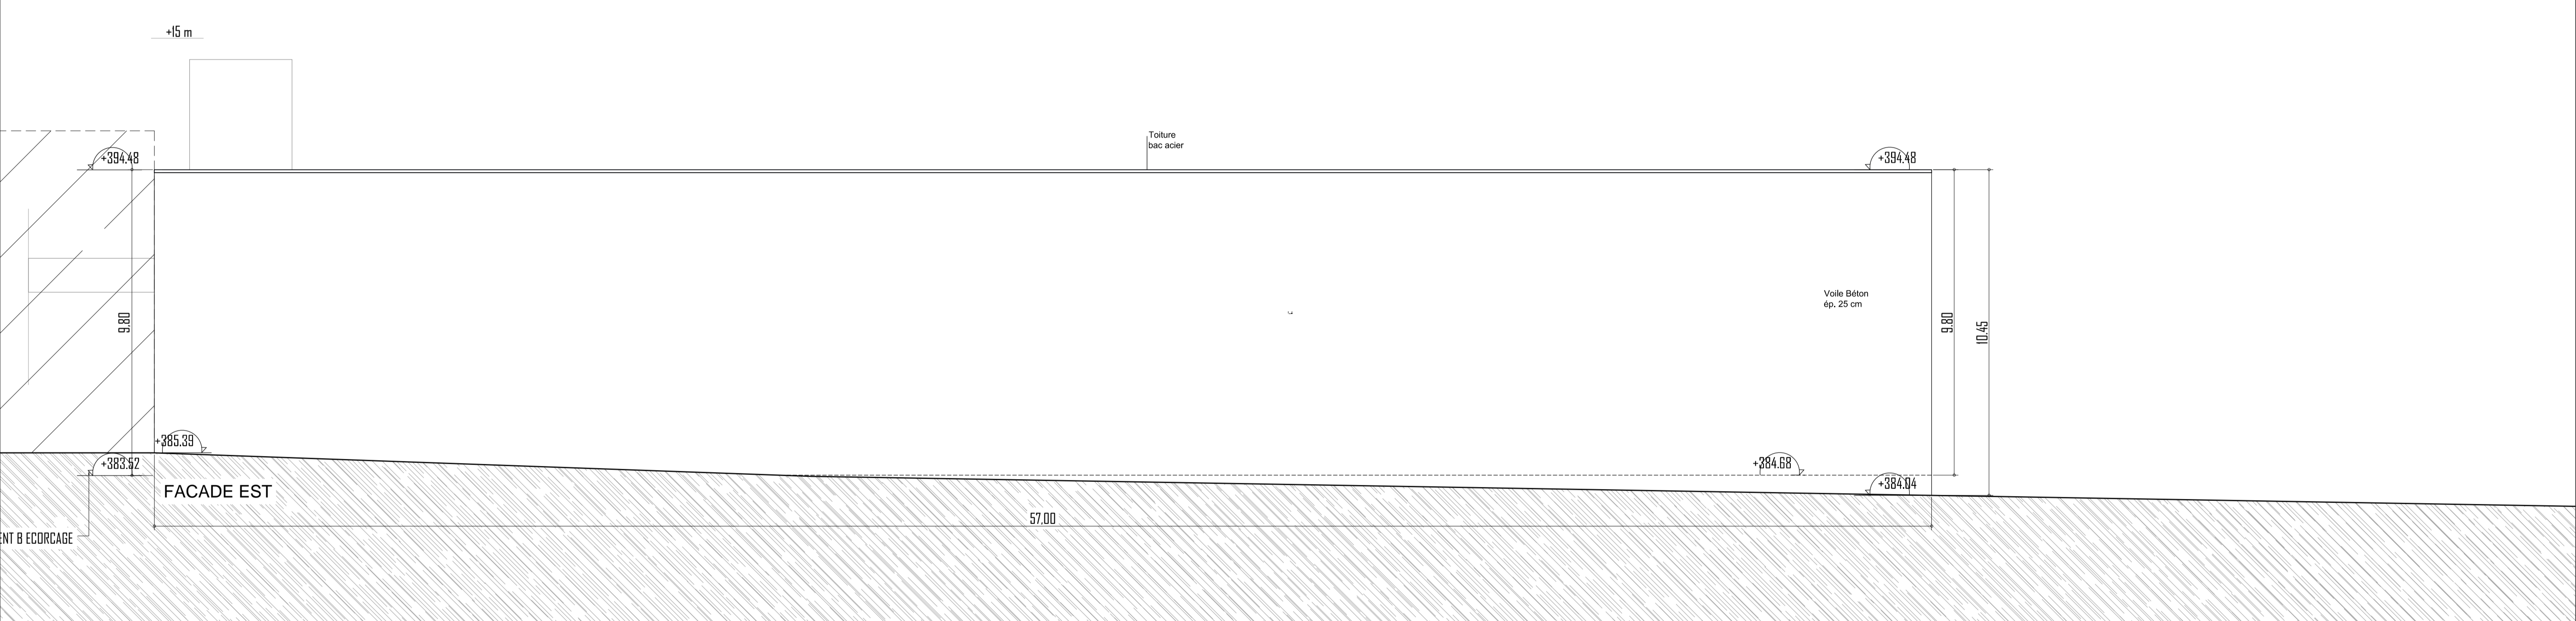 +15 m
Toiture
bac acier
+394.48
+394.48
Voile Béton
ép, 25 cm
9.80
9.80
10.45
+385.39
+383.52
+384.68
+384.04
FACADE EST
57.00
ENT B ECORCAGE